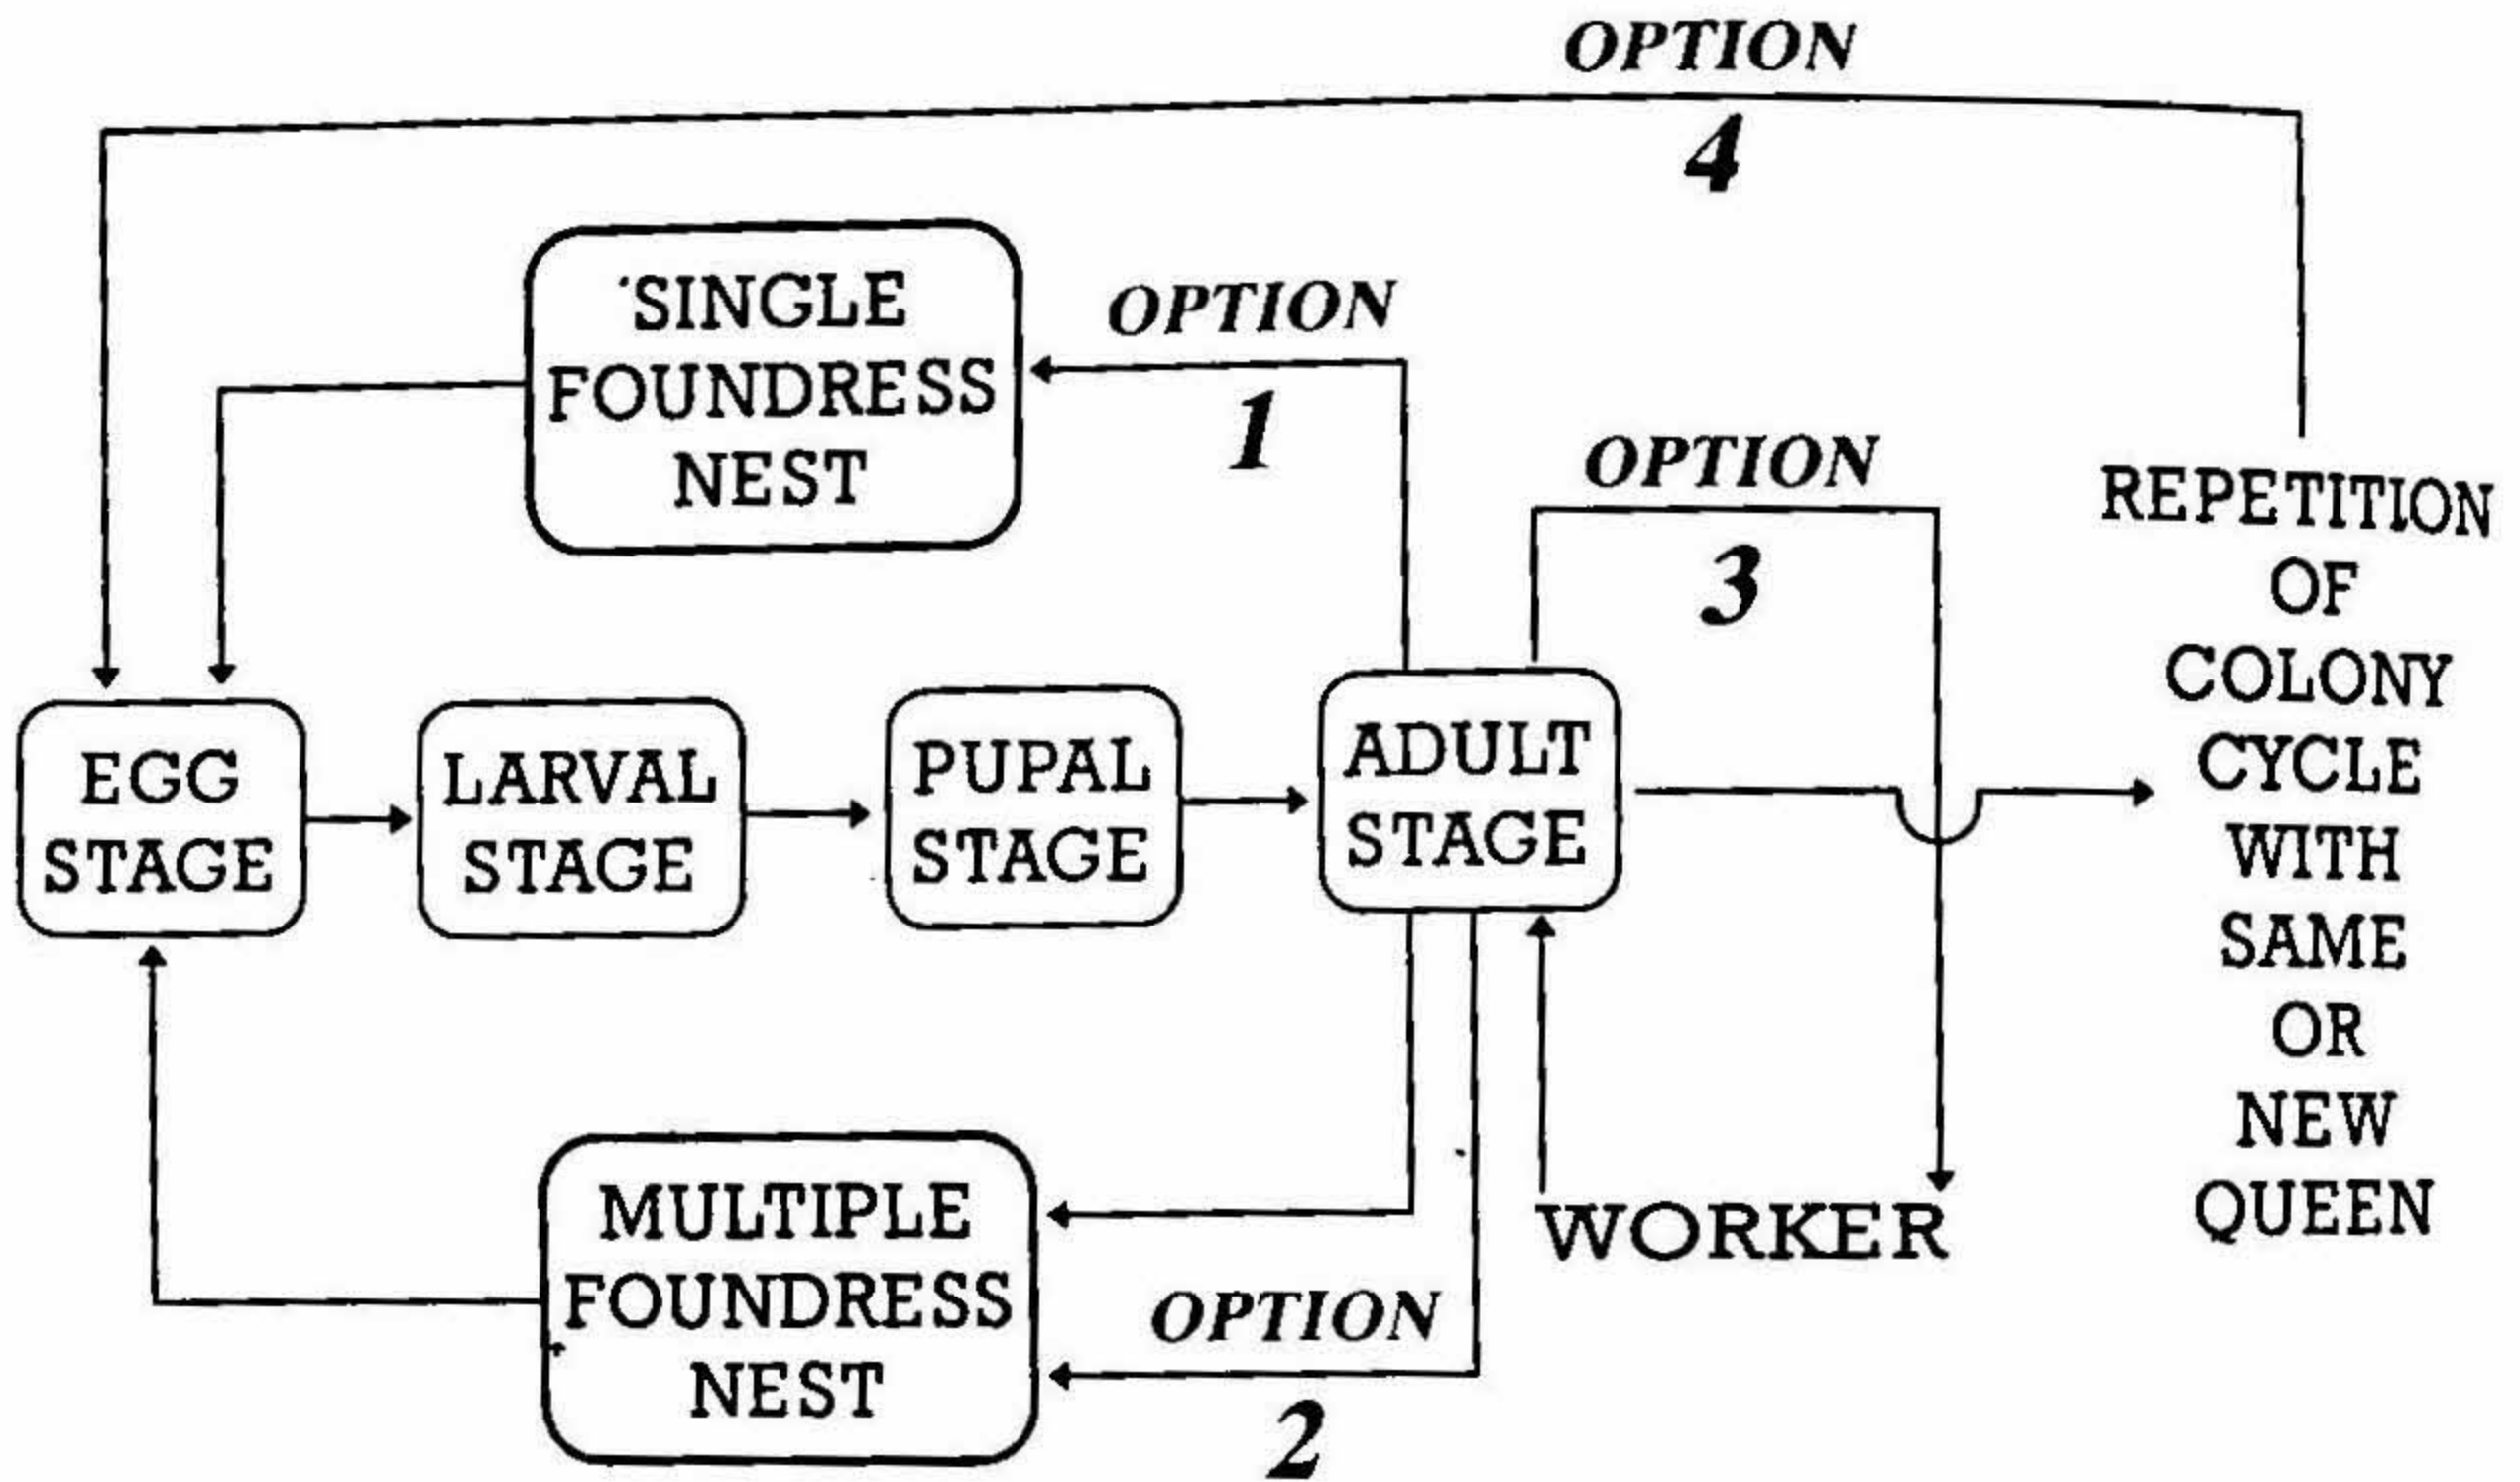 OPTION
4
SINGLE
FOUNDRESS
NEST
OPTION
1
OPTION
3
REPETITION
OF
COLONY
CYCLE
WITH
SAME
OR
NEW
QUEEN
EGG
STAGE
LARVAL
STAGE
PUPAL
STAGE
ADULT
STAGE
MULTIPLE
FOUNDRESS
NEST
OPTION
2
WORKER